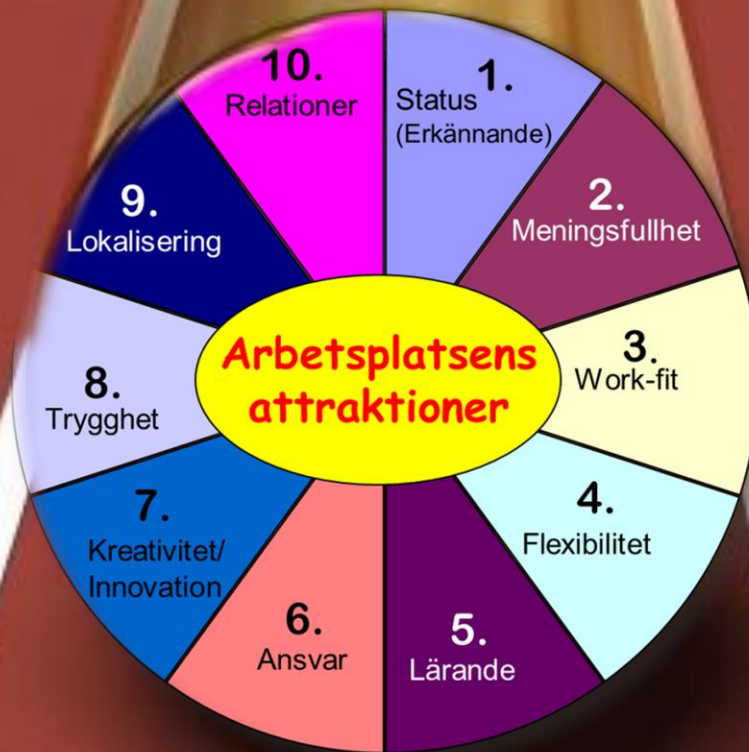 Arbetsplatsens
attraktioner
1.
Status
(Erkännande)
2.
Meningsfullhet
3.
Work-fit
4.
Flexibilitet
5.
Lärande
6.
Ansvar
7.
Kreativitet/
Innovation
8.
Trygghet
9.
Lokalisering
10.
Relationer